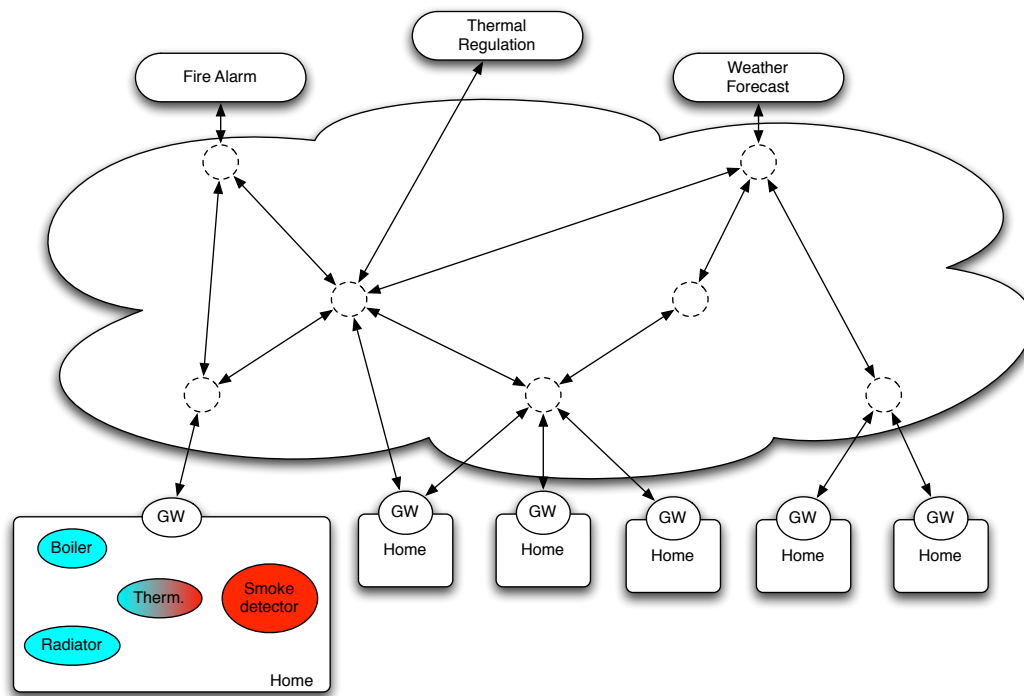 Thermal
Regulation
Fire Alarm
Weather
Forecast
GW
GW
GW
GW
GW
GW
Boiler
Home
Home
Home
Home
Home
Therm.
Smoke
detector
Radiator
Home